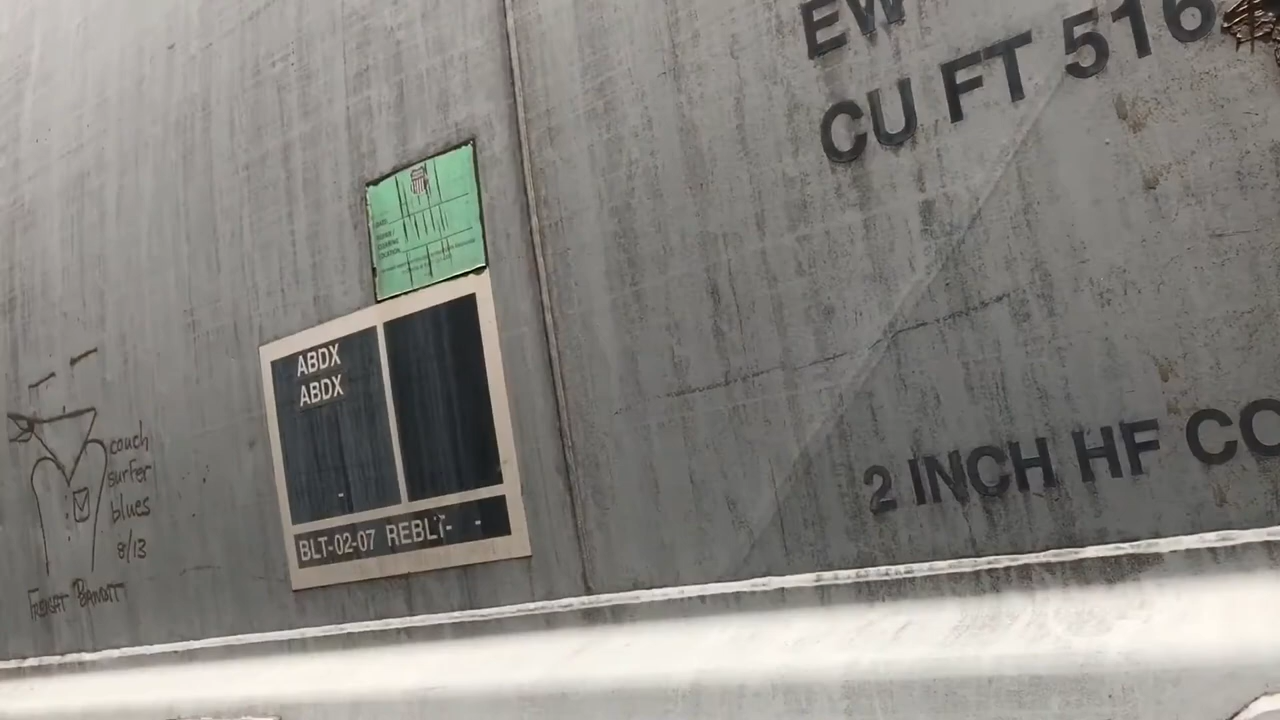 EW
CU FT 516
ABDX
ABDX
BLT-02-07 REBLT- -
2 INCH HF CO
couch
surfer
blues
8/13
FREIGHT BANDIT